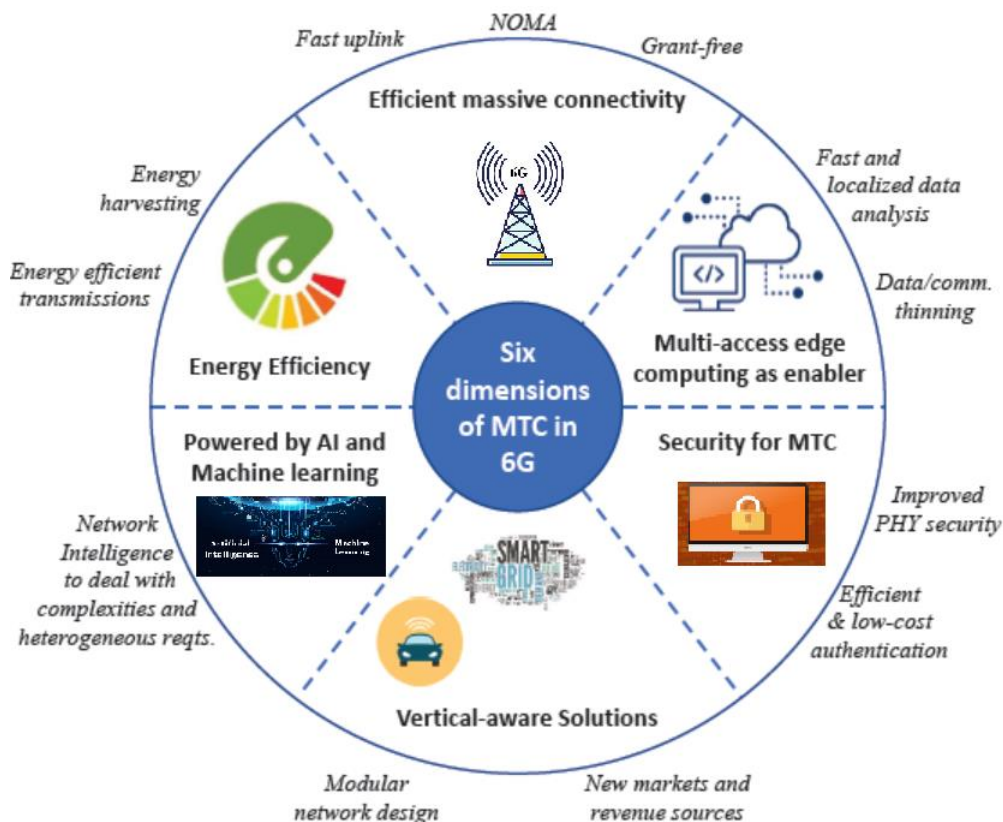 NOMA
Fast uplink
Grant-free
Efficient massive connectivity
6G
Energy
harvesting
Energy efficient
transmissions
Energy Efficiency
Fast and
localized data
analysis
Data/comm.
thinning
</>
Multi-access edge
computing as enabler
Six
dimensions
of MTC in
6G
Powered by AI and
Machine learning
Artificial
Intelligence
Machine
Learning
Network
Intelligence
to deal with
complexities and
heterogeneous reqts.
Security for MTC
Improved
PHY security
Efficient
& low-cost
authentication
SMART
GRID
Vertical-aware Solutions
Modular
network design
New markets and
revenue sources